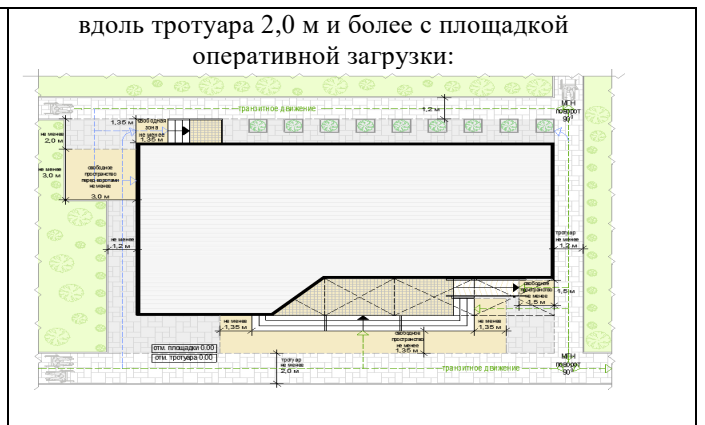 вдоль тротуара 2,0 м и более с площадкой
оперативной загрузки:
транзитное движение
1,2 м
МГН
поворот
90°
1,35 м
свободная
зона
не менее
1,35 м
не менее
2,0 м
не менее
3,0 м
свободное
пространство
перед воротами
не менее
3,0 м
не менее
1,2 м
тротуар
не менее
1,2 м
свободное
пространство
не менее
1,5 м
1,5 м
не менее
1,35 м
не менее
1,35 м
свободное
пространство
не менее
1,35 м
отм. площадки 0.00
отм. тротуара 0.00
тротуар
не менее
2,0 м
транзитное движение
МГН
поворот
90°